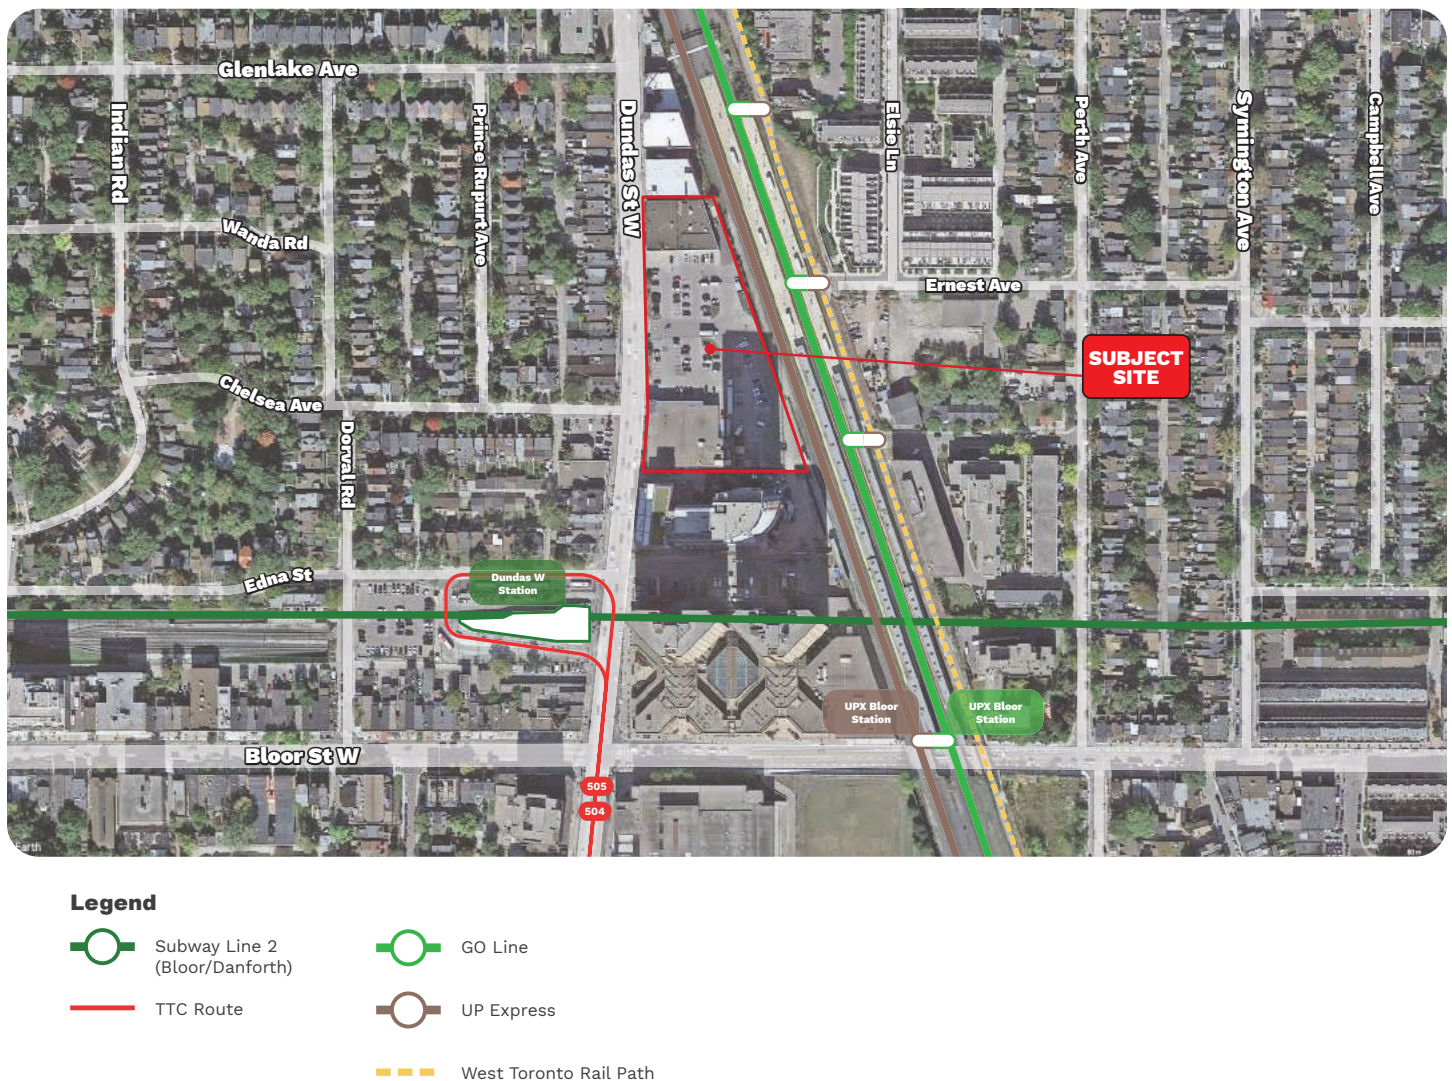 Glenlake Ave
Indian Rd
Prince Rupurt Ave
Dundas St W
Elsie Ln
Perth Ave
Symington Ave
Campbell Ave
Wanda Rd
Ernest Ave
SUBJECT
SITE
Chelsea Ave
Dorval Rd
Edna St
Dundas W
Station
UPX Bloor
Station
UPX Bloor
Station
Bloor St W
505
504
Earth
Legend
Subway Line 2
(Bloor/Danforth)
TTC Route
GO Line
UP Express
West Toronto Rail Path